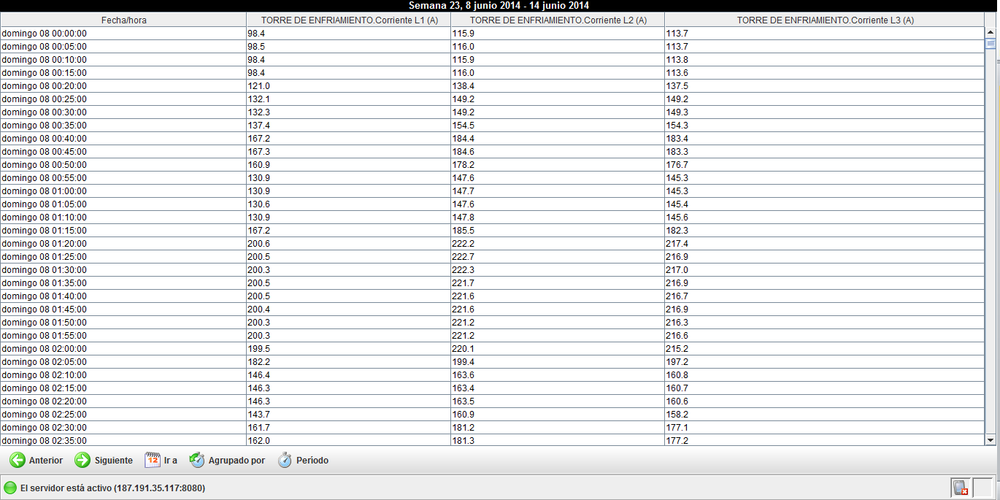 Semana 23, 8 junio 2014 - 14 junio 2014
Fecha/hora TORRE DE ENFRIAMIENTO.Corriente L1 (A) TORRE DE ENFRIAMIENTO.Corriente L2 (A) TORRE DE ENFRIAMIENTO.Corriente L3 (A)
domingo 08 00:00:00 98.4 115.9 113.7
domingo 08 00:05:00 98.5 116.0 113.7
domingo 08 00:10:00 98.4 115.9 113.8
domingo 08 00:15:00 98.4 116.0 113.6
domingo 08 00:20:00 121.0 138.4 137.5
domingo 08 00:25:00 132.1 149.2 149.2
domingo 08 00:30:00 132.3 149.2 149.3
domingo 08 00:35:00 137.4 154.5 154.3
domingo 08 00:40:00 167.2 184.4 183.4
domingo 08 00:45:00 167.3 184.6 183.3
domingo 08 00:50:00 160.9 178.2 176.7
domingo 08 00:55:00 130.9 147.6 145.3
domingo 08 01:00:00 130.9 147.7 145.3
domingo 08 01:05:00 130.6 147.6 145.4
domingo 08 01:10:00 130.9 147.8 145.6
domingo 08 01:15:00 167.2 185.5 182.3
domingo 08 01:20:00 200.6 222.2 217.4
domingo 08 01:25:00 200.5 222.7 216.9
domingo 08 01:30:00 200.3 222.3 217.0
domingo 08 01:35:00 200.5 221.7 216.9
domingo 08 01:40:00 200.5 221.6 216.7
domingo 08 01:45:00 200.4 221.6 216.9
domingo 08 01:50:00 200.3 221.2 216.3
domingo 08 01:55:00 200.3 221.2 216.6
domingo 08 02:00:00 199.5 220.1 215.2
domingo 08 02:05:00 182.2 199.4 197.2
domingo 08 02:10:00 146.4 163.6 160.8
domingo 08 02:15:00 146.3 163.4 160.7
domingo 08 02:20:00 146.3 163.5 160.6
domingo 08 02:25:00 143.7 160.9 158.2
domingo 08 02:30:00 161.7 181.2 177.1
domingo 08 02:35:00 162.0 181.3 177.2
Anterior Siguiente 12 Ir a Agrupado por Período
El servidor está activo (187.191.35.117:8080)